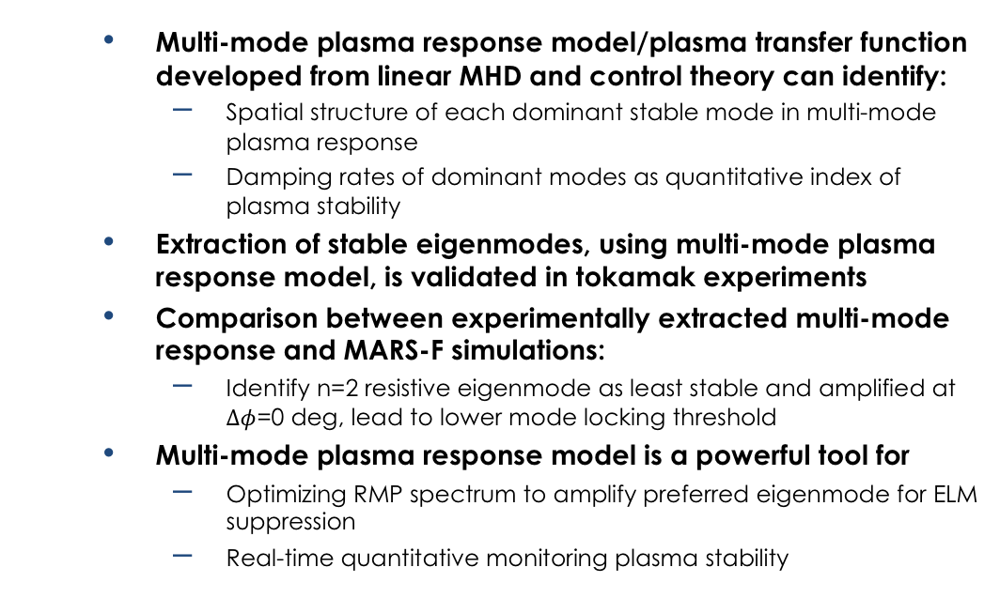 • Multi-mode plasma response model/plasma transfer function
developed from linear MHD and control theory can identify:
– Spatial structure of each dominant stable mode in multi-mode
plasma response
– Damping rates of dominant modes as quantitative index of
plasma stability
• Extraction of stable eigenmodes, using multi-mode plasma
response model, is validated in tokamak experiments
• Comparison between experimentally extracted multi-mode
response and MARS-F simulations:
– Identify n=2 resistive eigenmode as least stable and amplified at
Δϕ=0 deg, lead to lower mode locking threshold
• Multi-mode plasma response model is a powerful tool for
– Optimizing RMP spectrum to amplify preferred eigenmode for ELM
suppression
– Real-time quantitative monitoring plasma stability